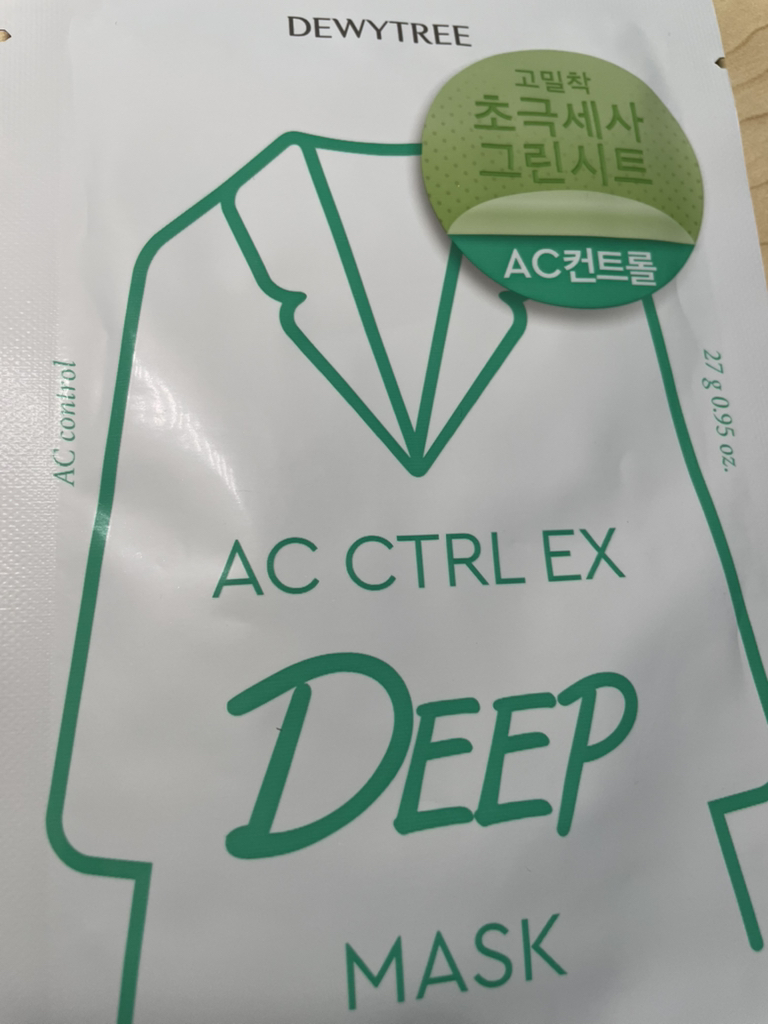 DEWYTREE
고밀착
초극세사
그린시트
AC컨트롤
AC control
27 g 0.95 oz.
AC CTRL EX
DEEP
MASK